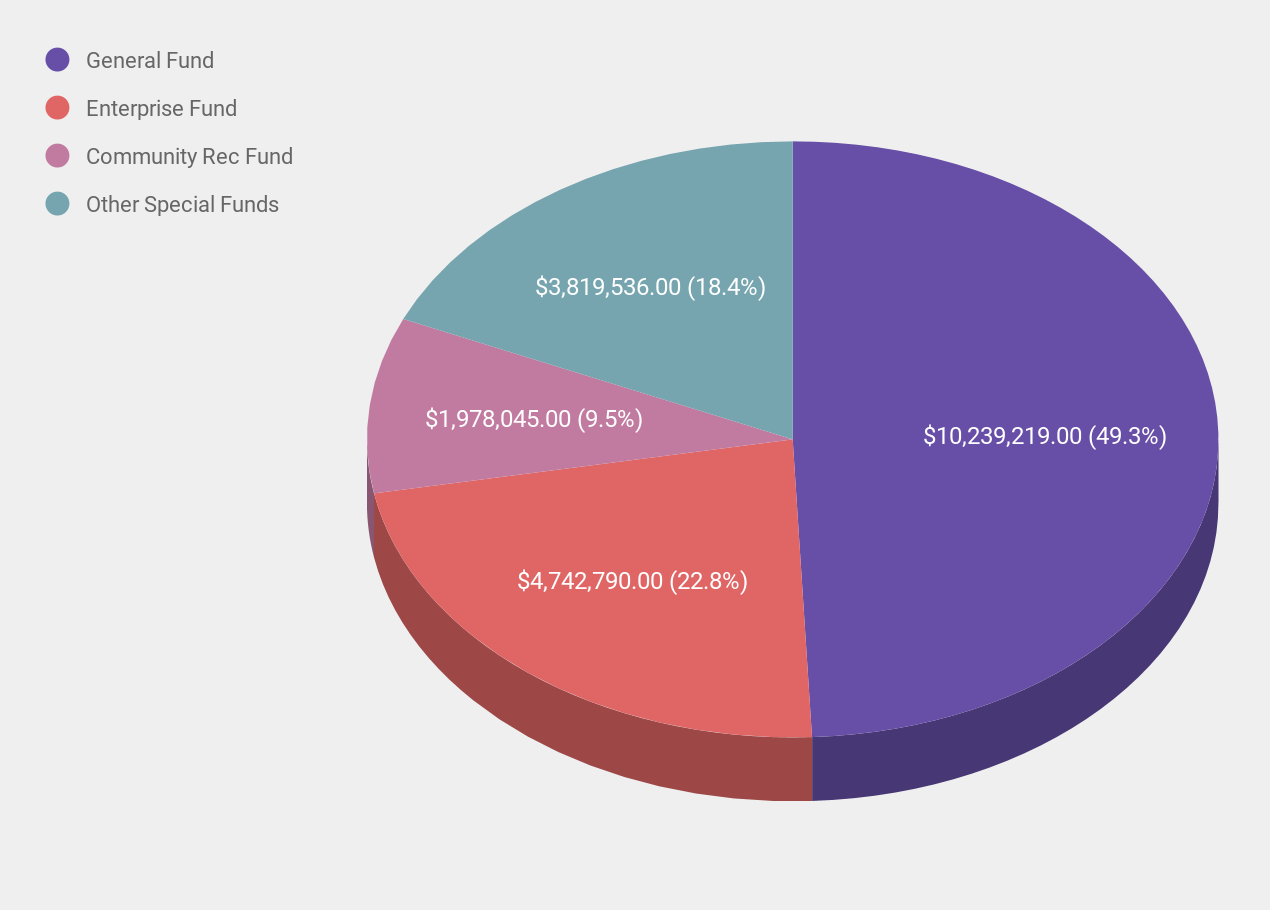 General Fund
Enterprise Fund
Community Rec Fund
Other Special Funds
$3,819,536.00 (18.4%)
$1,978,045.00 (9.5%)
$10,239,219.00 (49.3%)
$4,742,790.00 (22.8%)